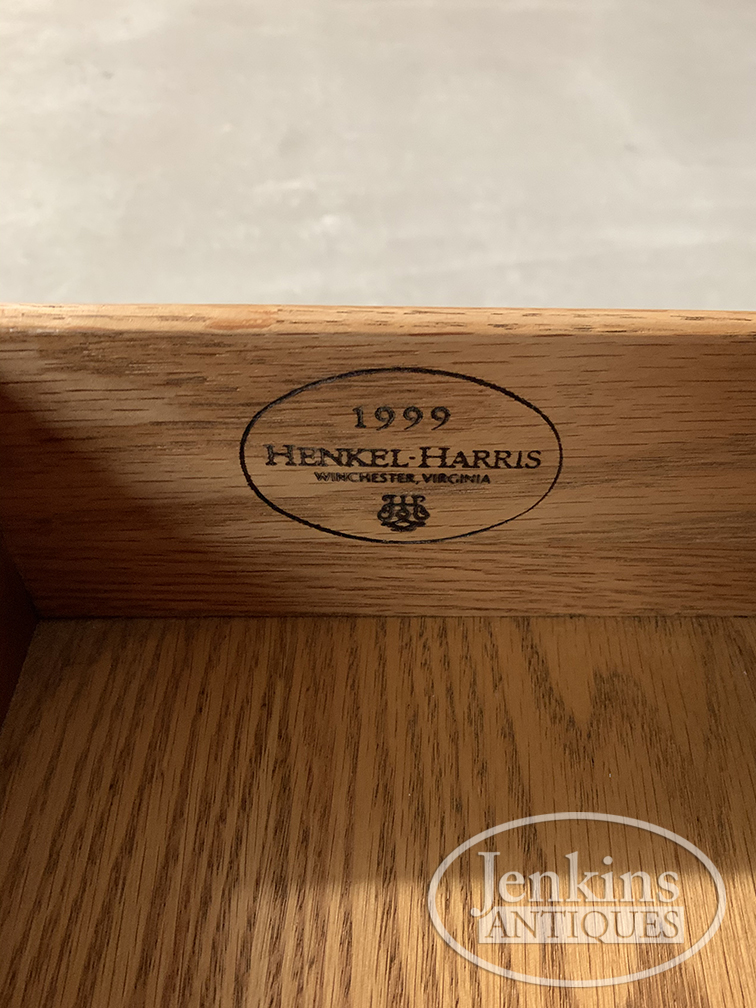 1999
HENKEL-HARRIS
WINCHESTER, VIRGINIA
Jenkins
ANTIQUES